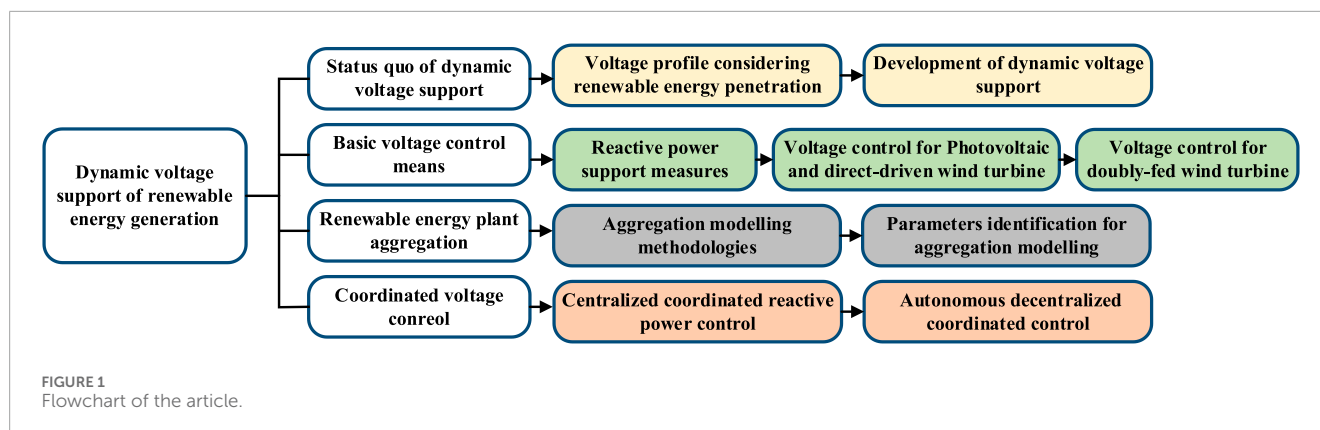 Dynamic voltage
support of renewable
energy generation
Status quo of dynamic
voltage support
Voltage profile considering
renewable energy penetration
Development of dynamic voltage
support
Basic voltage control
means
Reactive power
support measures
Voltage control for Photovoltaic
and direct-driven wind turbine
Voltage control for
doubly-fed wind turbine
Renewable energy plant
aggregation
Aggregation modelling
methodologies
Parameters identification for
aggregation modelling
Coordinated voltage
conreol
Centralized coordinated reactive
power control
Autonomous decentralized
coordinated control
FIGURE 1
Flowchart of the article.